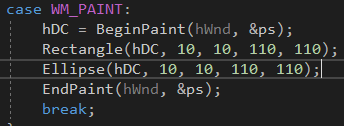 case WM_PAINT:
hDC = BeginPaint(hWnd, &ps);
Rectangle(hDC, 10, 10, 110, 110);
Ellipse(hDC, 10, 10, 110, 110);
EndPaint(hWnd, &ps);
break;